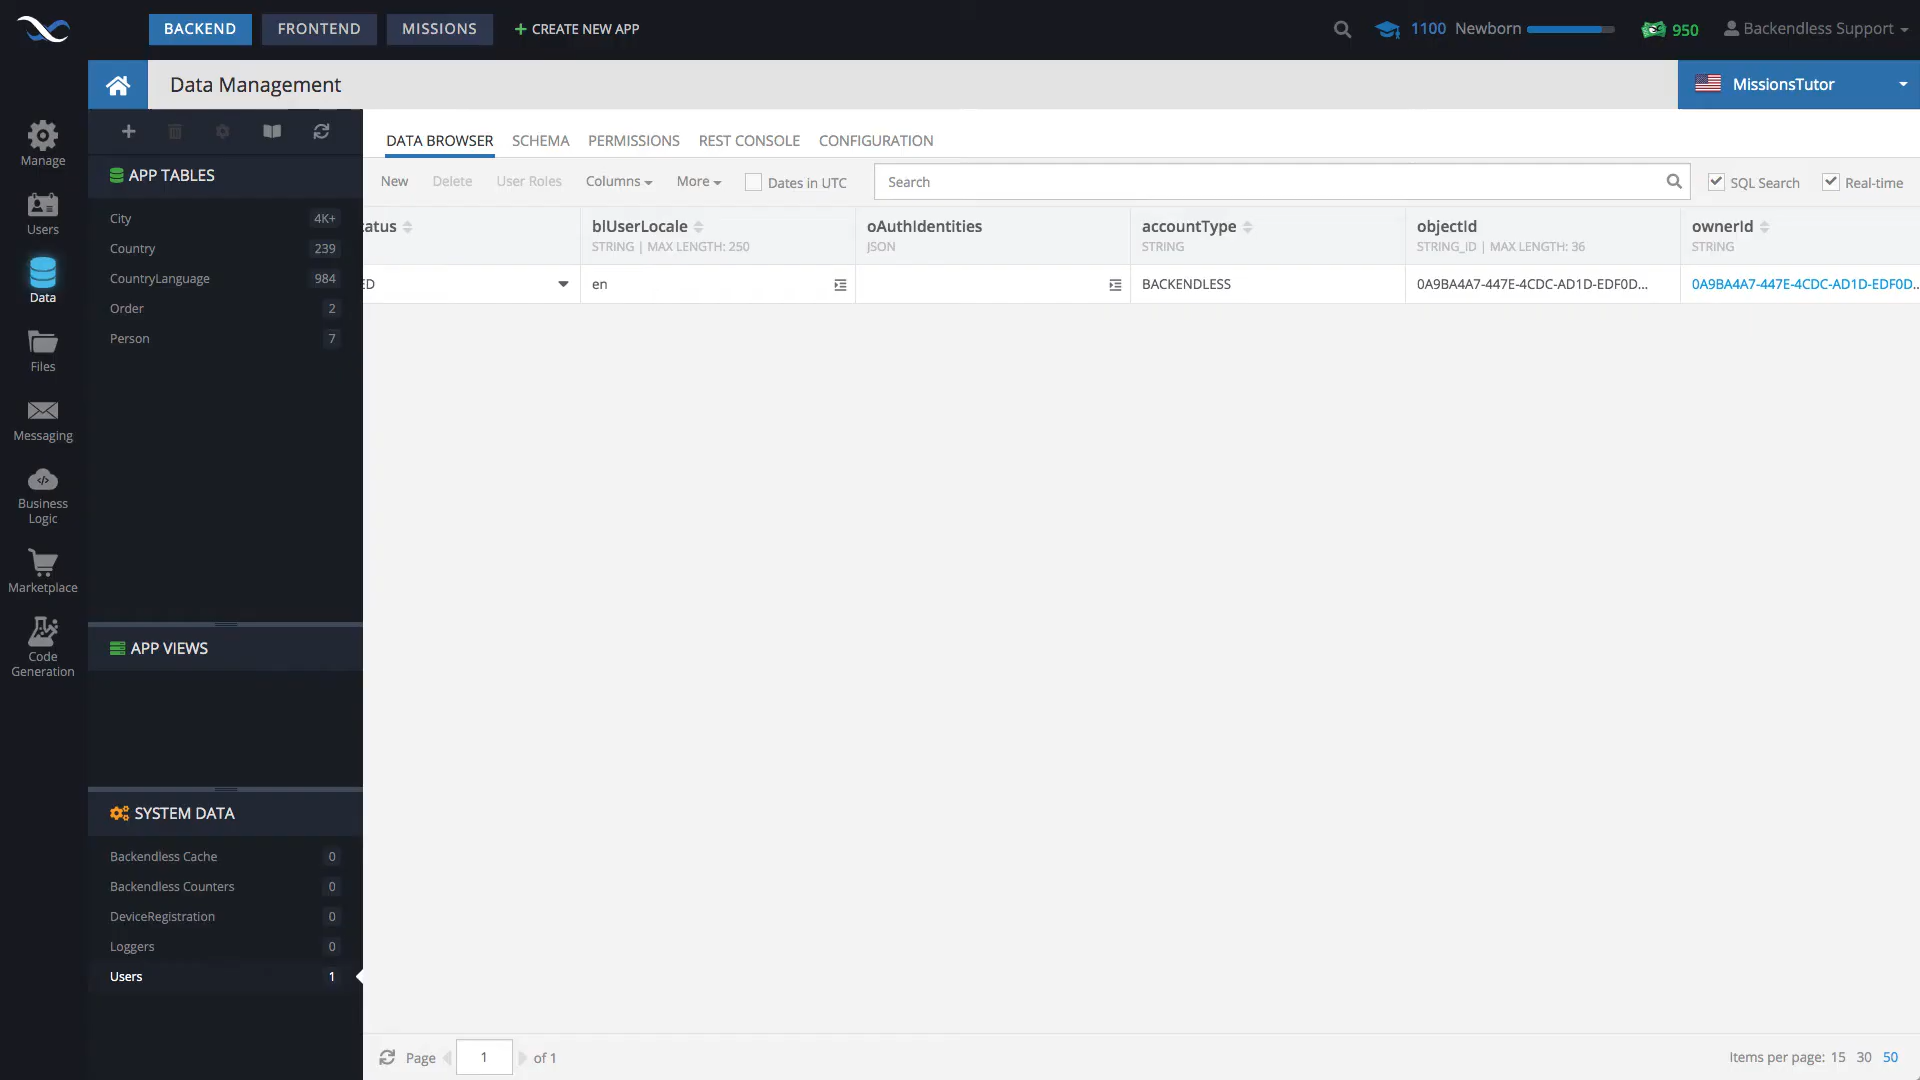 BACKEND FRONTEND MISSIONS + CREATE NEW APP 1100 Newborn 950 Backendless Support
Data Management MissionsTutor
Manage
Users
Data
Files
Messaging
Business
Logic
Marketplace
Code
Generation
APP TABLES
City 4K+
Country 239
CountryLanguage 984
Order 2
Person 7
APP VIEWS
SYSTEM DATA
Backendless Cache 0
Backendless Counters 0
DeviceRegistration 0
Loggers 0
Users 1
DATA BROWSER SCHEMA PERMISSIONS REST CONSOLE CONFIGURATION
New Delete User Roles Columns More Dates in UTC Search SQL Search Real-time
atus blUserLocale oAuthIdentities accountType objectId ownerId
STRING | MAX LENGTH: 250 JSON STRING STRING_ID | MAX LENGTH: 36 STRING
ED en BACKENDLESS 0A9BA4A7-447E-4CDC-AD1D-EDF0D... 0A9BA4A7-447E-4CDC-AD1D-EDF0D...
Page 1 of 1 Items per page: 15 30 50